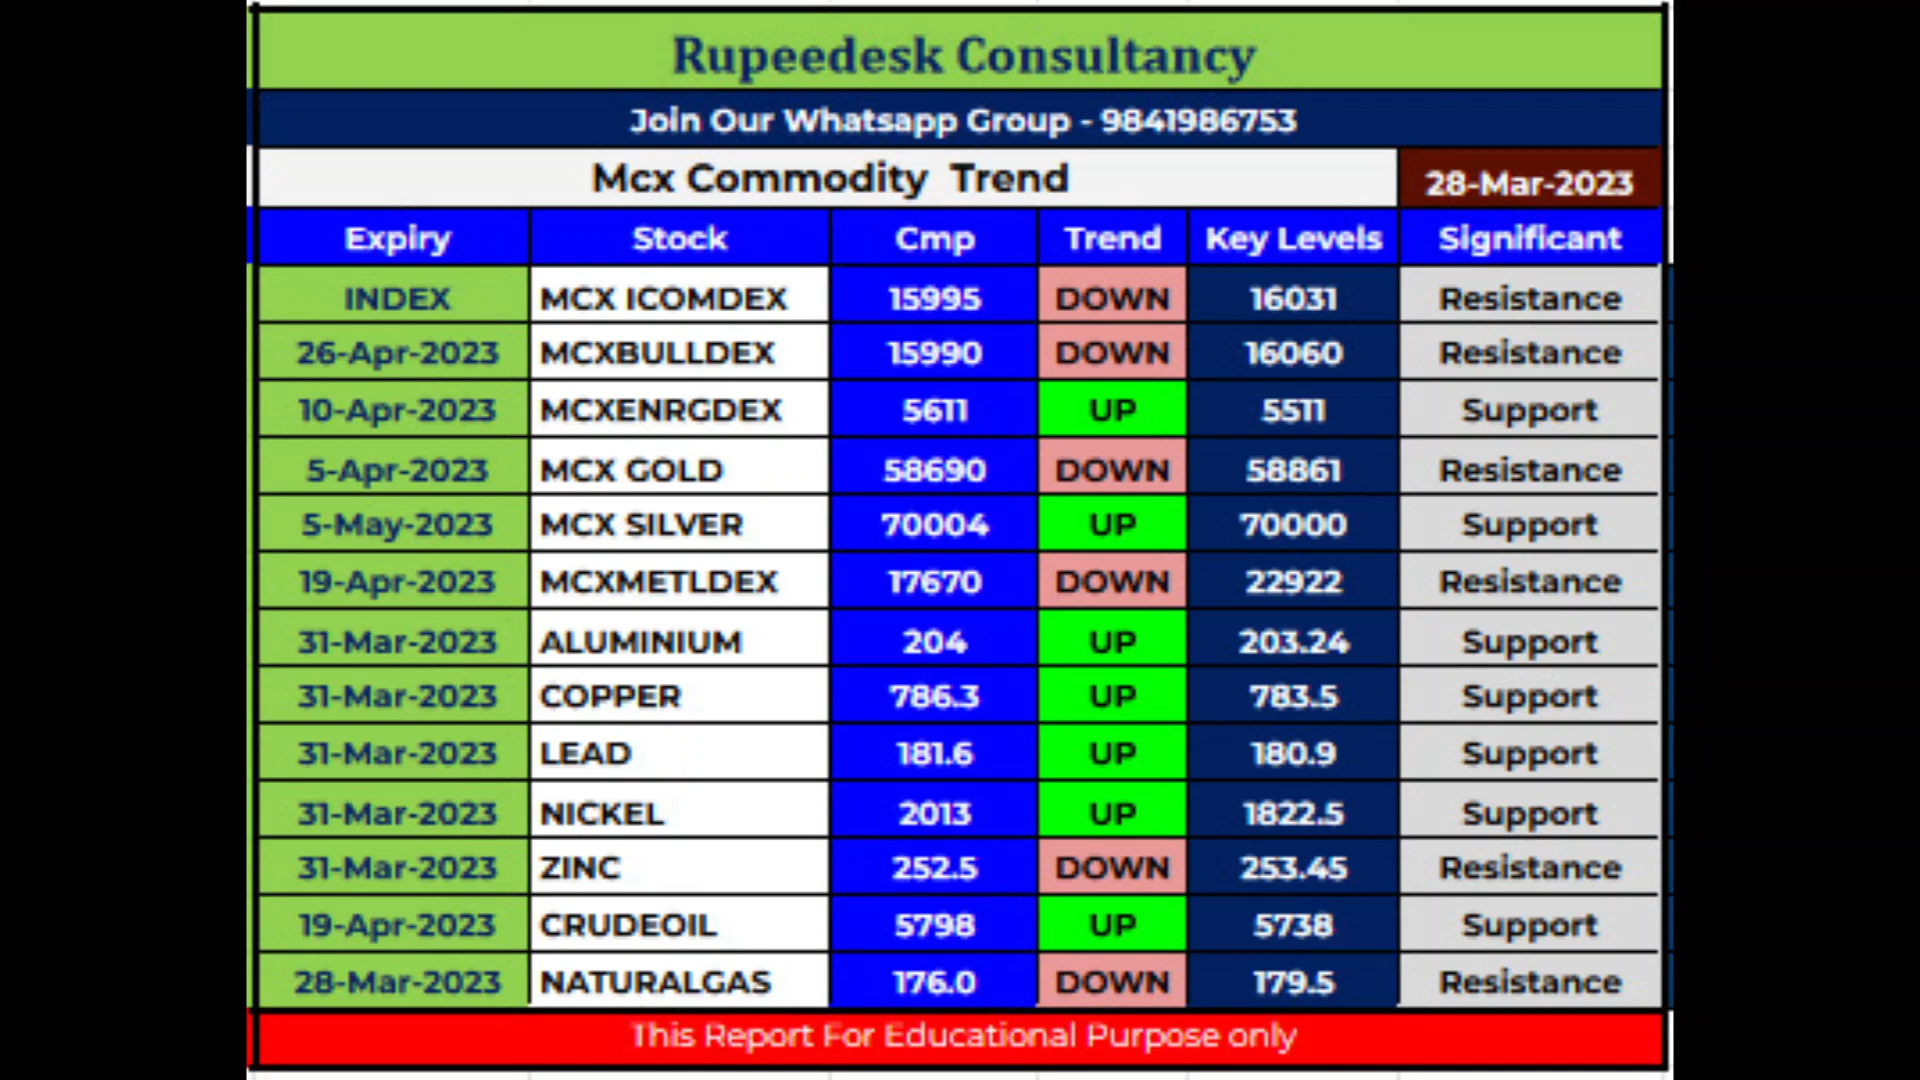 Rupeedesk Consultancy
Join Our Whatsapp Group - 9841986753
Mcx Commodity Trend 28-Mar-2023
Expiry Stock Cmp Trend Key Levels Significant
INDEX MCX ICOMDEX 15995 DOWN 16031 Resistance
26-Apr-2023 MCXBULLDEX 15990 DOWN 16060 Resistance
10-Apr-2023 MCXENRGDEX 5611 UP 5511 Support
5-Apr-2023 MCX GOLD 58690 DOWN 58861 Resistance
5-May-2023 MCX SILVER 70004 UP 70000 Support
19-Apr-2023 MCXMETLDEX 17670 DOWN 22922 Resistance
31-Mar-2023 ALUMINIUM 204 UP 203.24 Support
31-Mar-2023 COPPER 786.3 UP 783.5 Support
31-Mar-2023 LEAD 181.6 UP 180.9 Support
31-Mar-2023 NICKEL 2013 UP 1822.5 Support
31-Mar-2023 ZINC 252.5 DOWN 253.45 Resistance
19-Apr-2023 CRUDEOIL 5798 UP 5738 Support
28-Mar-2023 NATURALGAS 176.0 DOWN 179.5 Resistance
This Report For Educational Purpose only